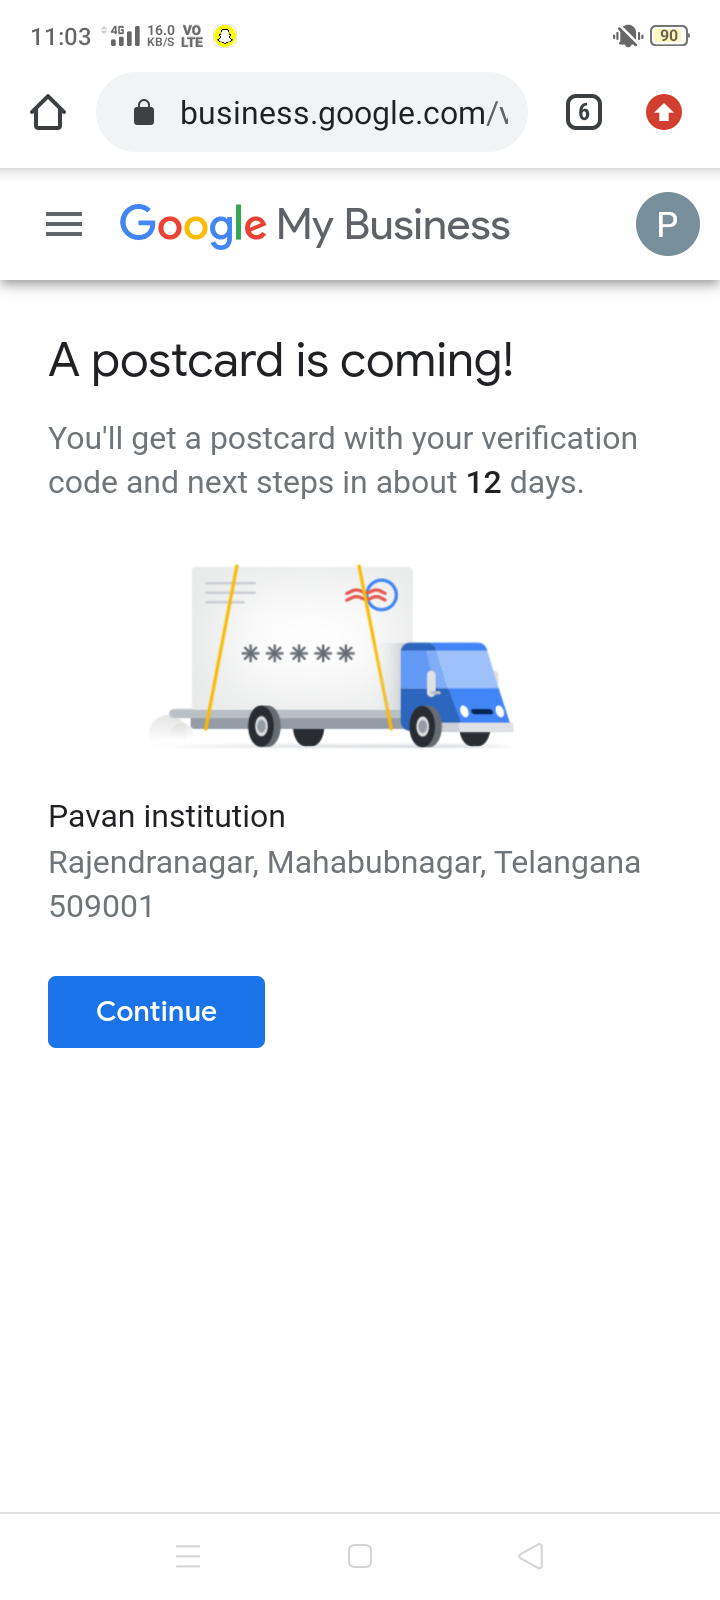 11:03 4G 16.0 KB/S VO LTE 90
business.google.com/v 6
Google My Business P
A postcard is coming!
You'll get a postcard with your verification
code and next steps in about 12 days.
*****
Pavan institution
Rajendranagar, Mahabubnagar, Telangana
509001
Continue